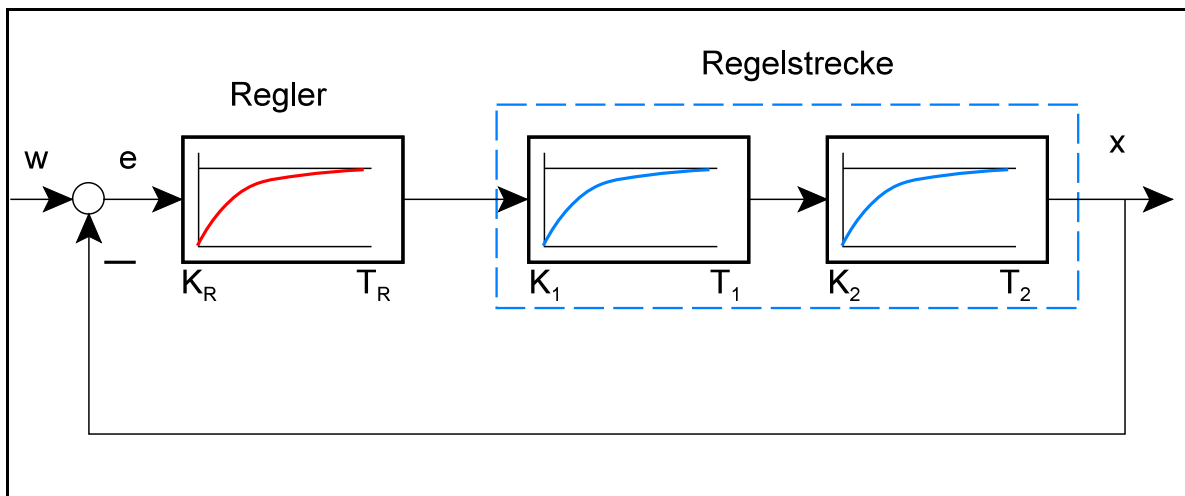 Regelstrecke
Regler
w
e
x
K_R
T_R
K_1
T_1
K_2
T_2
—